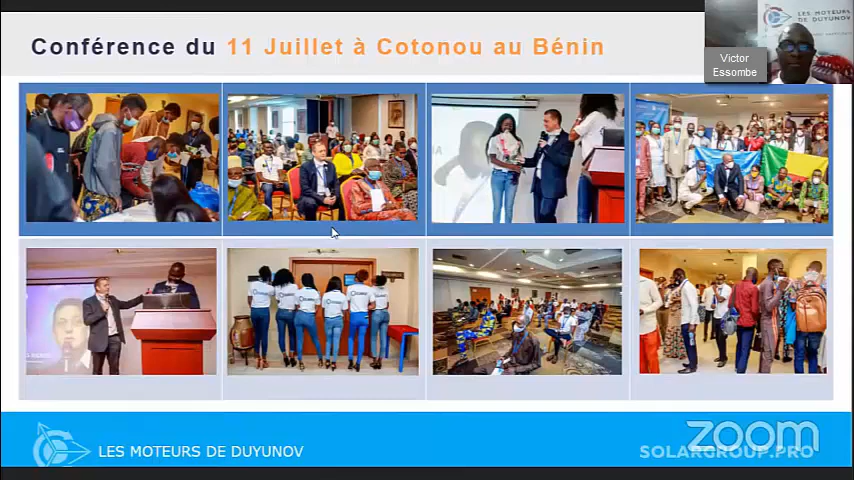 Conférence du 11 Juillet à Cotonou au Bénin
LES MOTEURS
DE DUYUNOV
Victor
Essombe
LES MOTEURS DE DUYUNOV
zoom
SOLARGROUP.PRO